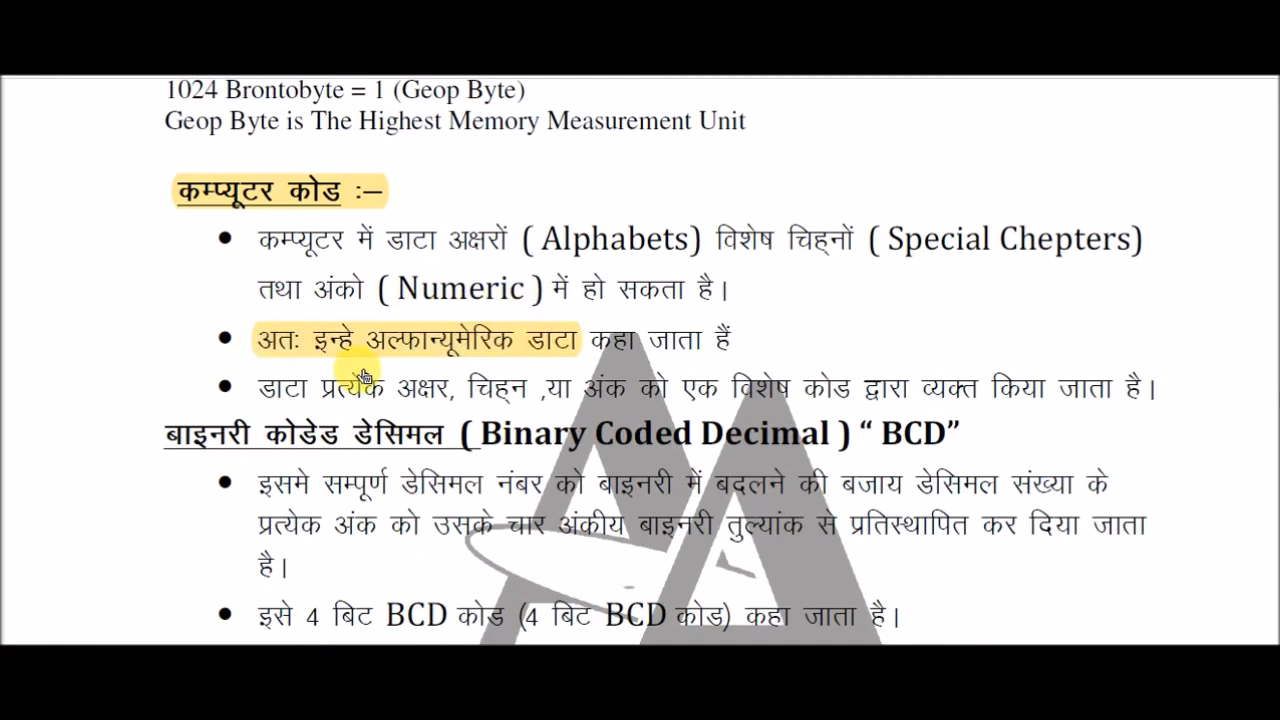 1024 Brontobyte = 1 (Geop Byte)
Geop Byte is The Highest Memory Measurement Unit
कम्प्यूटर कोड :–
• कम्प्यूटर में डाटा अक्षरों ( Alphabets) विशेष चिह्नों ( Special Chepters)
तथा अंको ( Numeric ) में हो सकता है।
• अतः इन्हे अल्फान्यूमेरिक डाटा कहा जाता हैं
• डाटा प्रत्येक अक्षर, चिह्न ,या अंक को एक विशेष कोड द्वारा व्यक्त किया जाता है।
बाइनरी कोडेड डेसिमल ( Binary Coded Decimal ) “ BCD”
• इसमे सम्पूर्ण डेसिमल नंबर को बाइनरी में बदलने की बजाय डेसिमल संख्या के
प्रत्येक अंक को उसके चार अंकीय बाइनरी तुल्यांक से प्रतिस्थापित कर दिया जाता
है।
• इसे 4 बिट BCD कोड (4 बिट BCD कोड) कहा जाता है।